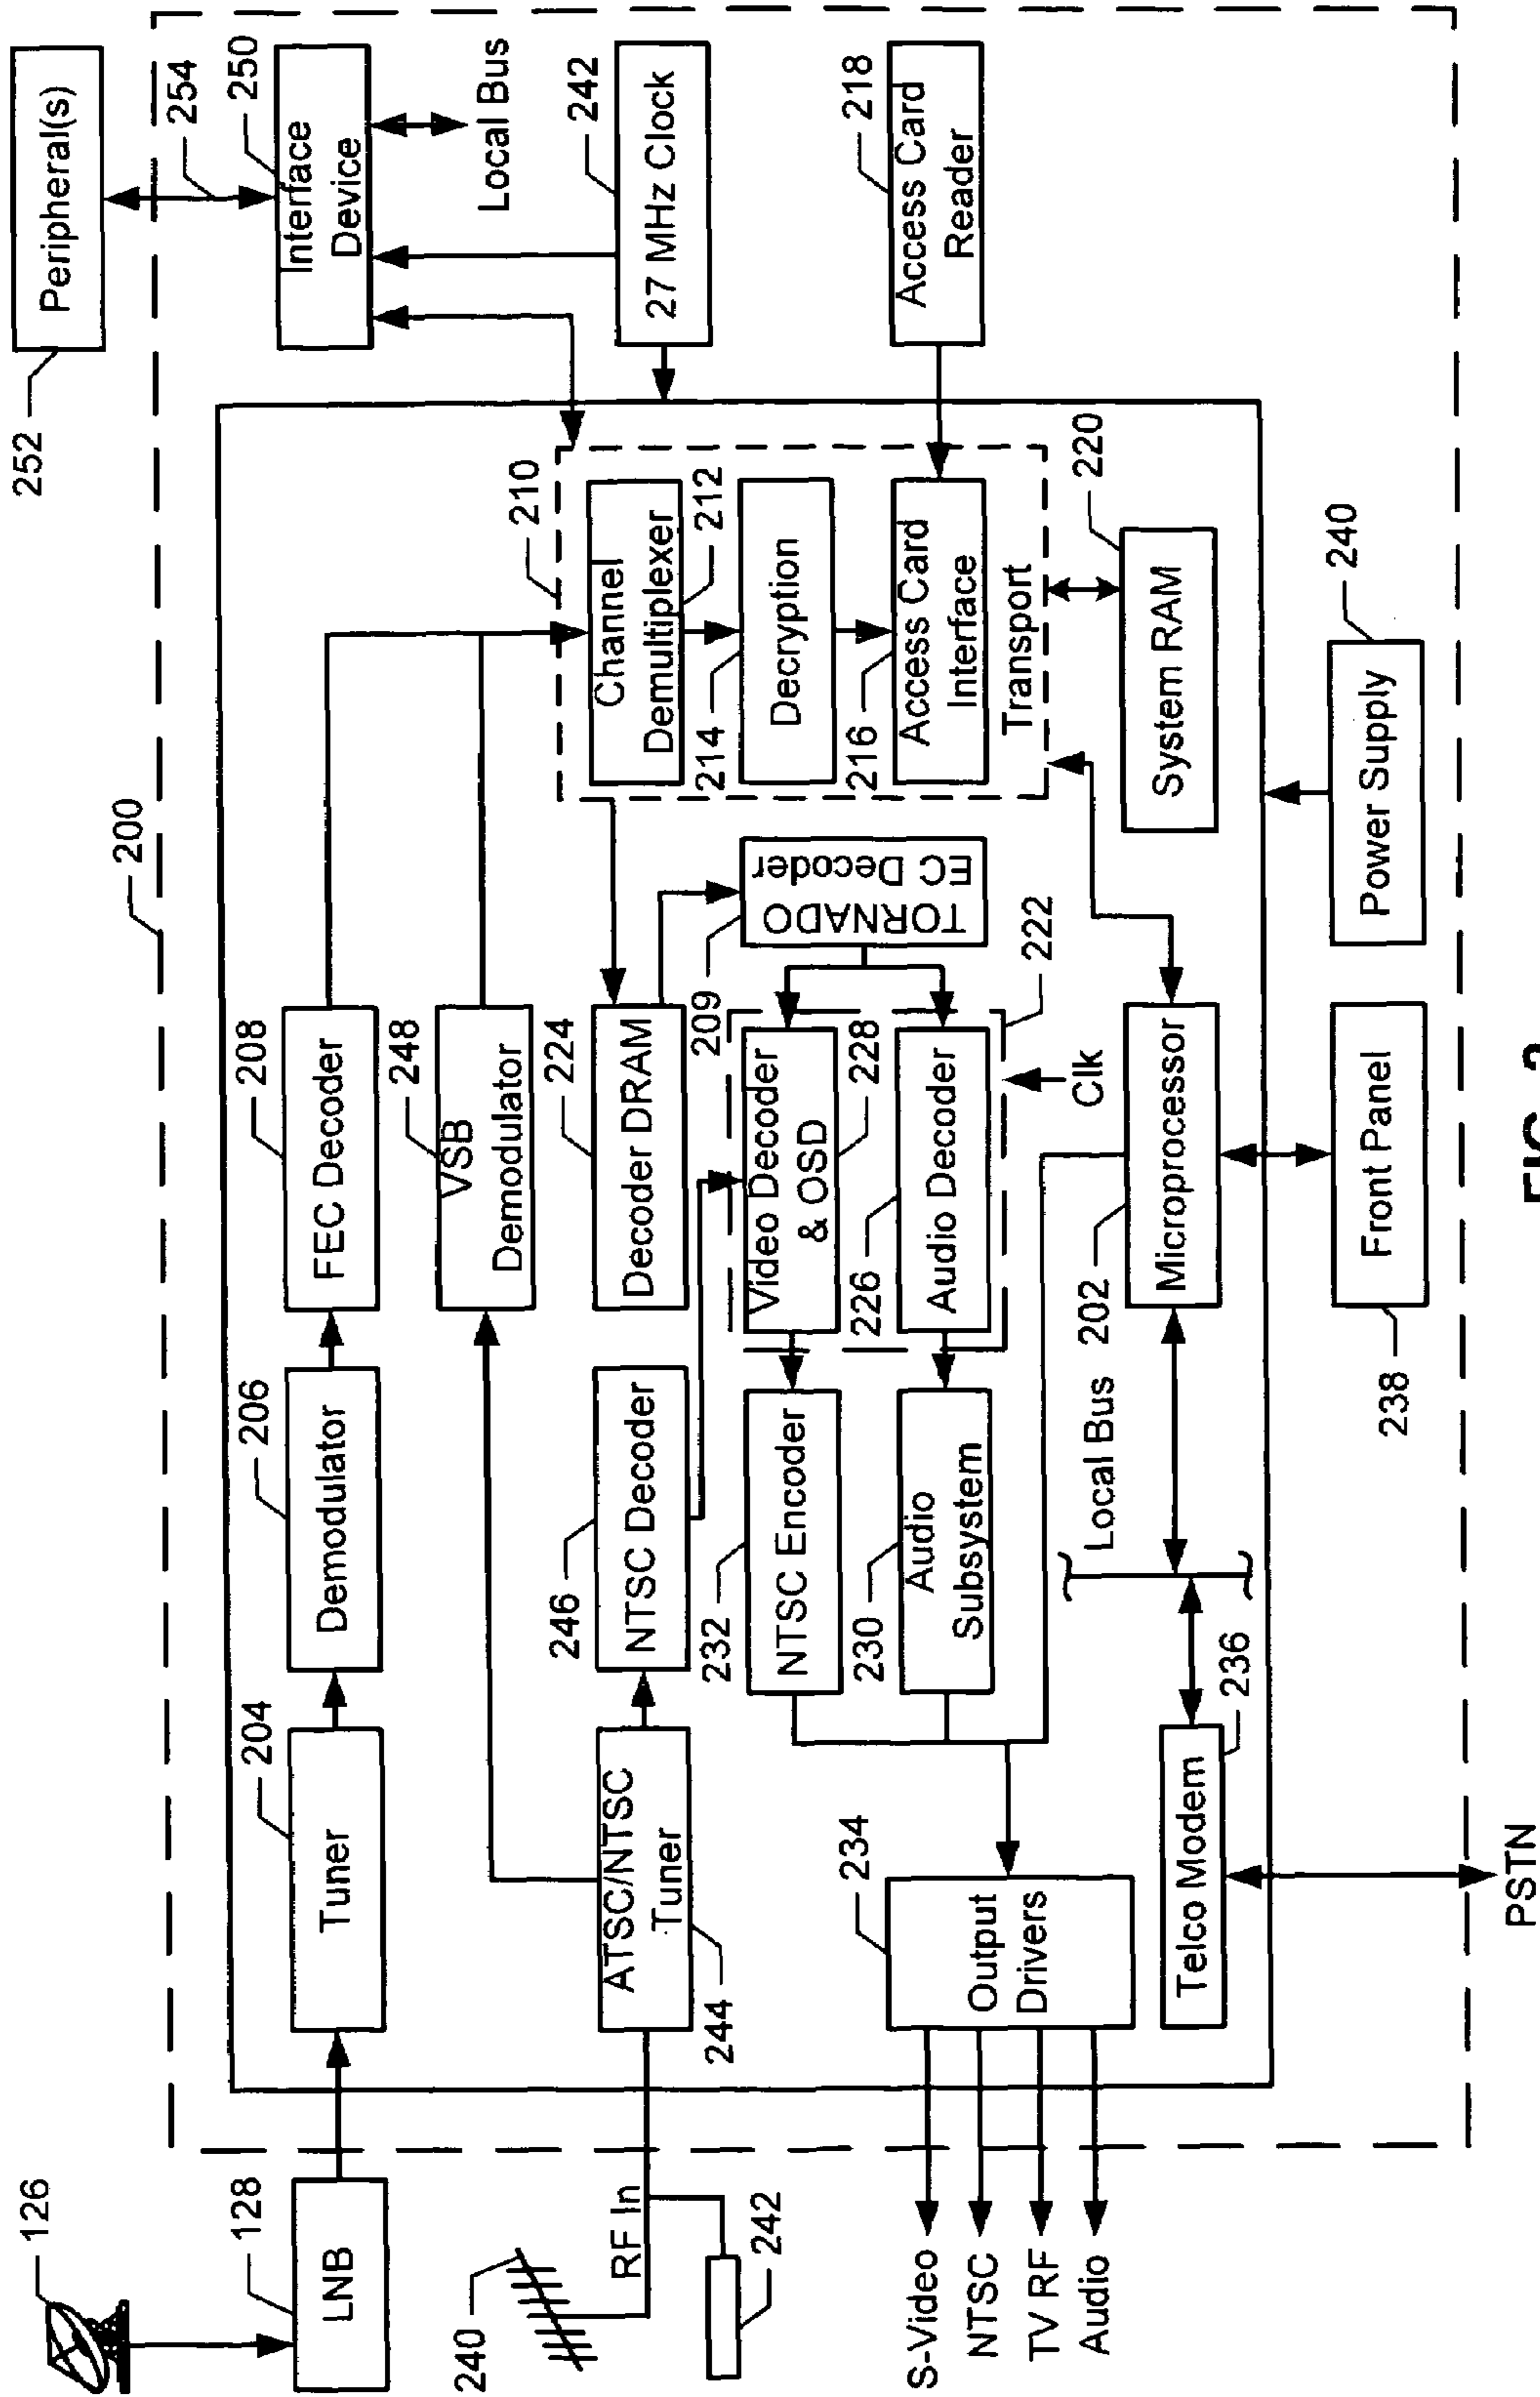 126
128
LNB
240
RF In
242
S-Video
NTSC
TV RF
Audio
200
204
Tuner
206
Demodulator
208
FEC Decoder
248
VSB
Demodulator
ATSC/NTSC
Tuner
244
246
NTSC Decoder
224
Decoder DRAM
210
Channel
Demultiplexer
212
214
Decryption
216
Access Card
Interface
Transport
209
TORNADO
EC Decoder
232
NTSC Encoder
Video Decoder
& OSD
228
230
Audio
Subsystem
226
Audio Decoder
222
Clk
234
Output
Drivers
Telco Modem
236
Local Bus
202
Microprocessor
220
System RAM
PSTN
238
Front Panel
240
Power Supply
252
Peripheral(s)
254
250
Interface
Device
Local Bus
242
27 MHz Clock
218
Access Card
Reader